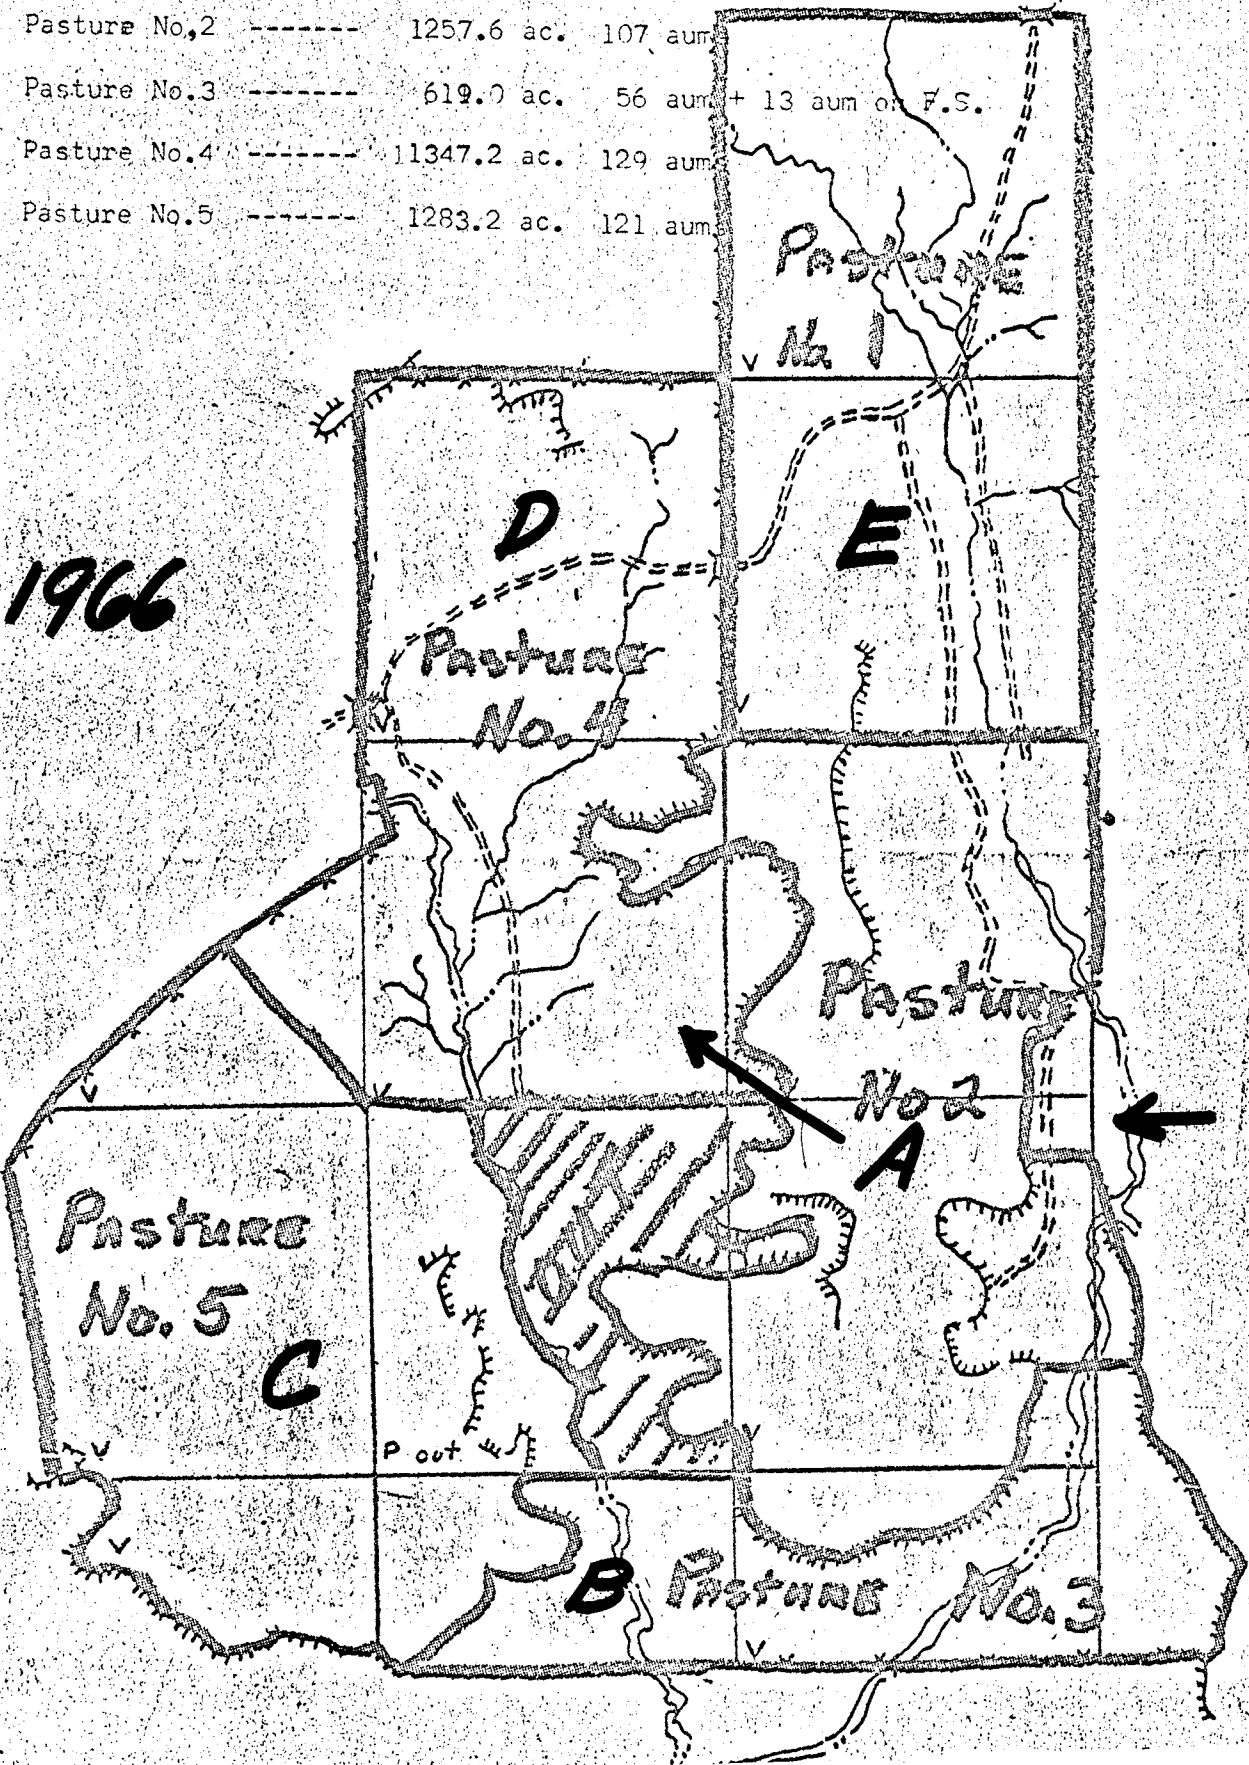 Pasture No,2 ------- 1257.6 ac. 107 aum
Pasture No.3 ------- 619.0 ac. 56 aum + 13 aum on F.S.
Pasture No.4 ------- 11347.2 ac. 129 aum
Pasture No.5 ------- 1283.2 ac. 121 aum
Pasture
No. 1
D
E
1966
Pasture
No. 4
Pasture
No 2
A
Pasture
No. 5
C
out
P out
B Pasture No. 3